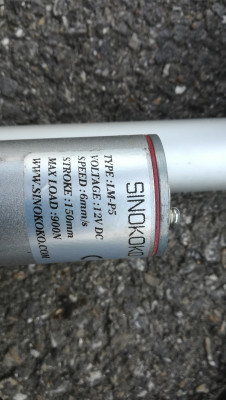 SINOKOKO
TYPE :LM-P5
VOLTAGE :12V DC
SPEED :6mm/s
STROKE :150mm
MAX LOAD :900N
WWW.SINOKOKO.COM